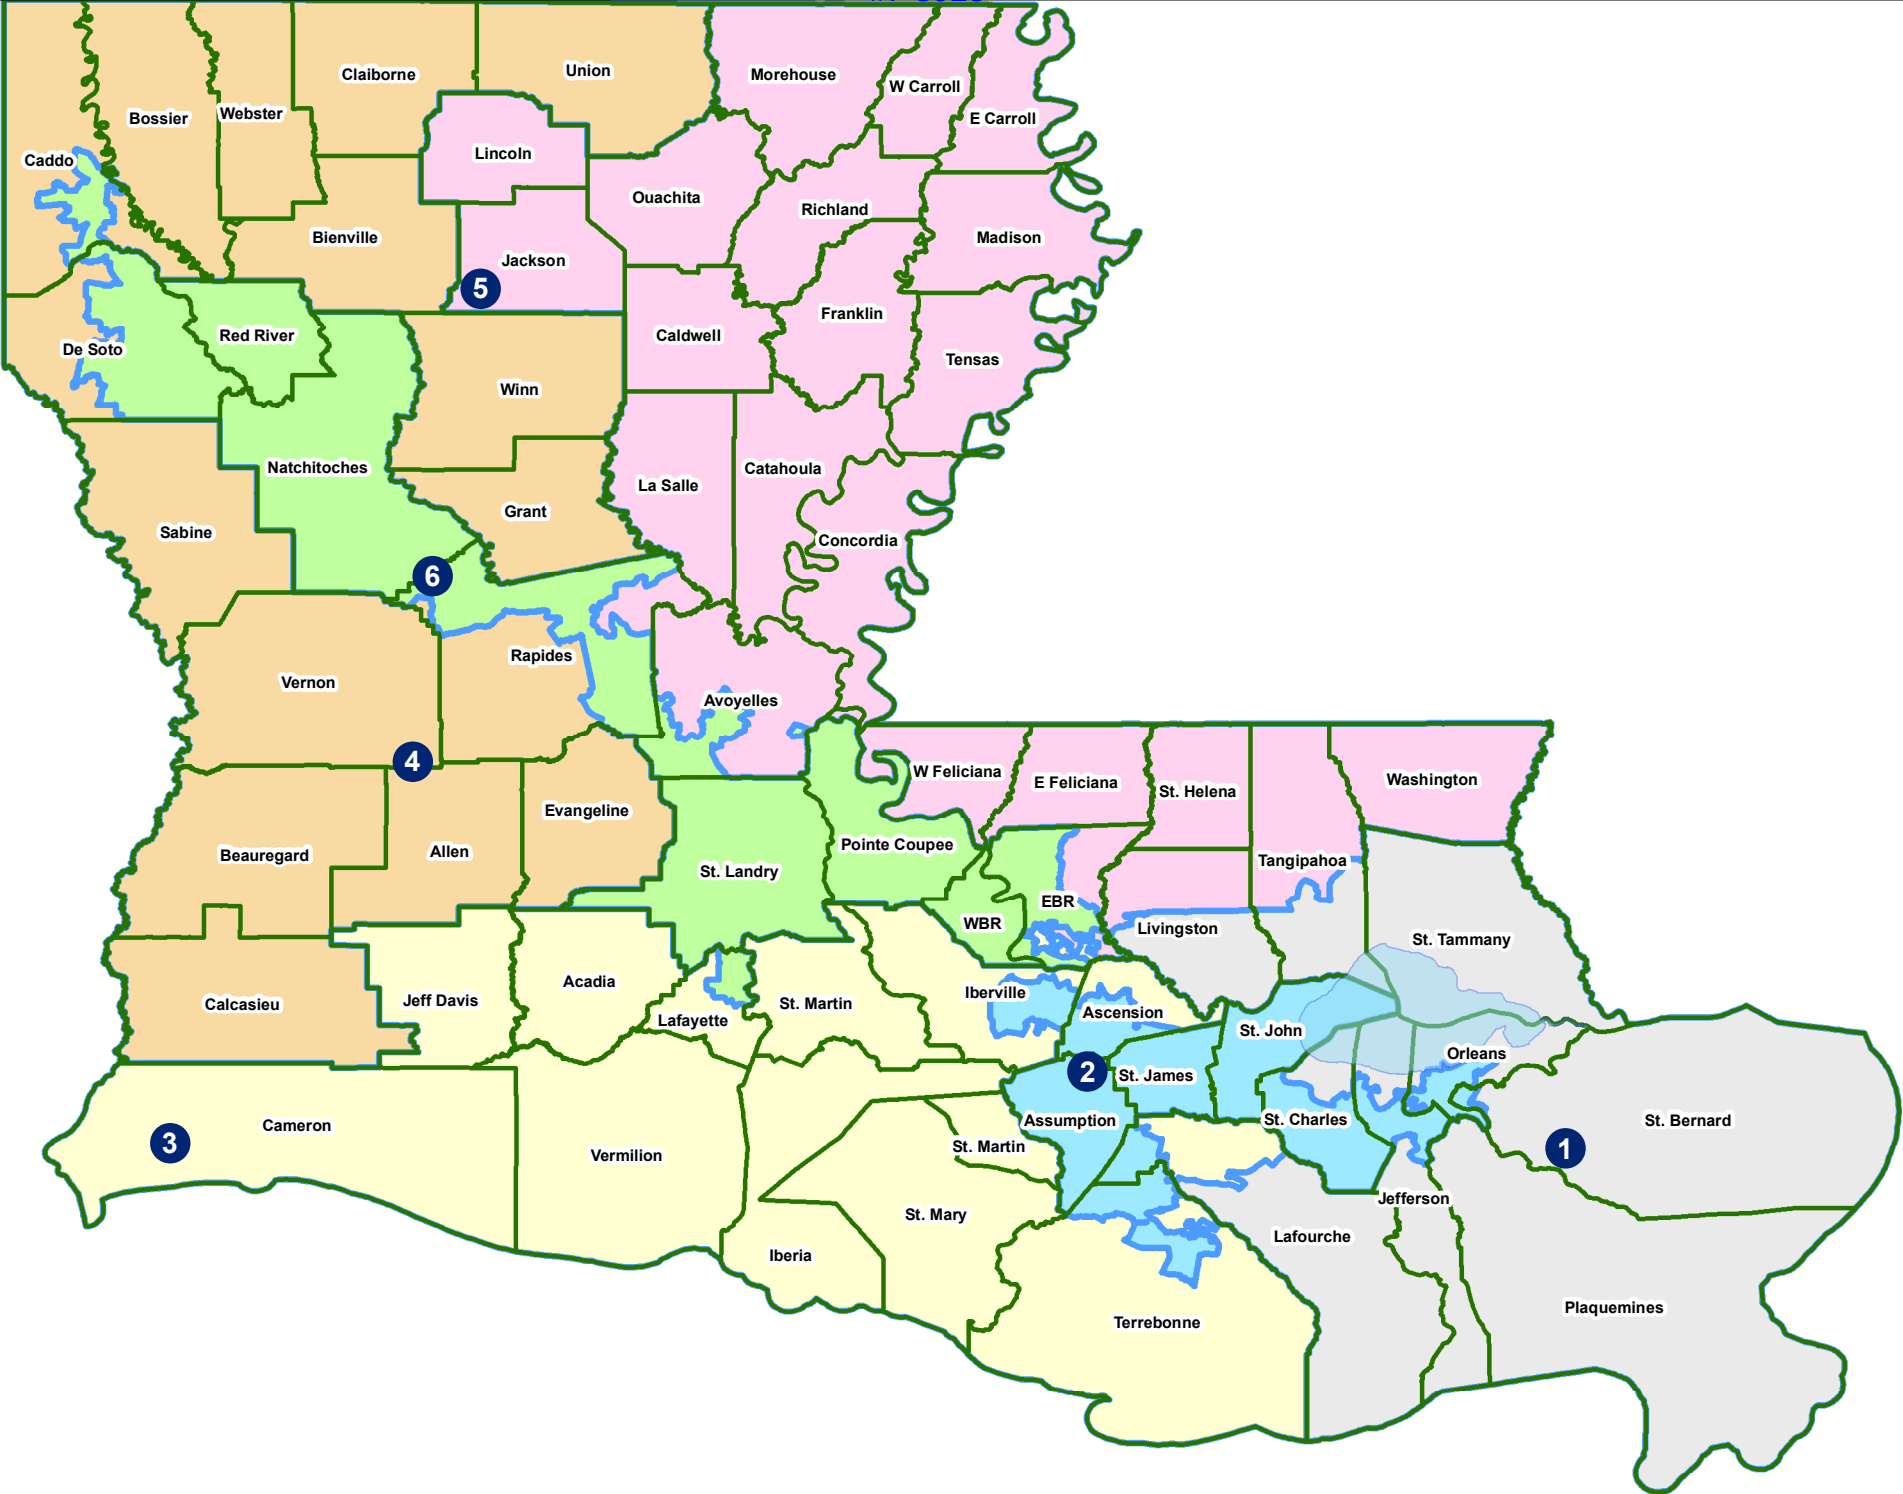 Claiborne
Union
Morehouse
W Carroll
E Carroll
Bossier
Webster
Caddo
Lincoln
Ouachita
Richland
Madison
Bienville
Jackson
5
Franklin
Red River
De Soto
Caldwell
Tensas
Winn
Natchitoches
La Salle
Catahoula
Grant
Sabine
Concordia
6
Rapides
Vernon
Avoyelles
4
W Feliciana
E Feliciana
St. Helena
Washington
Evangeline
Beauregard
Allen
Pointe Coupee
Tangipahoa
St. Landry
EBR
WBR
Livingston
St. Tammany
Acadia
Jeff Davis
Calcasieu
St. Martin
Iberville
Ascension
Lafayette
St. John
Orleans
2
St. James
Cameron
3
Assumption
St. Charles
St. Bernard
1
Vermilion
St. Martin
Jefferson
St. Mary
Lafourche
Iberia
Terrebonne
Plaquemines